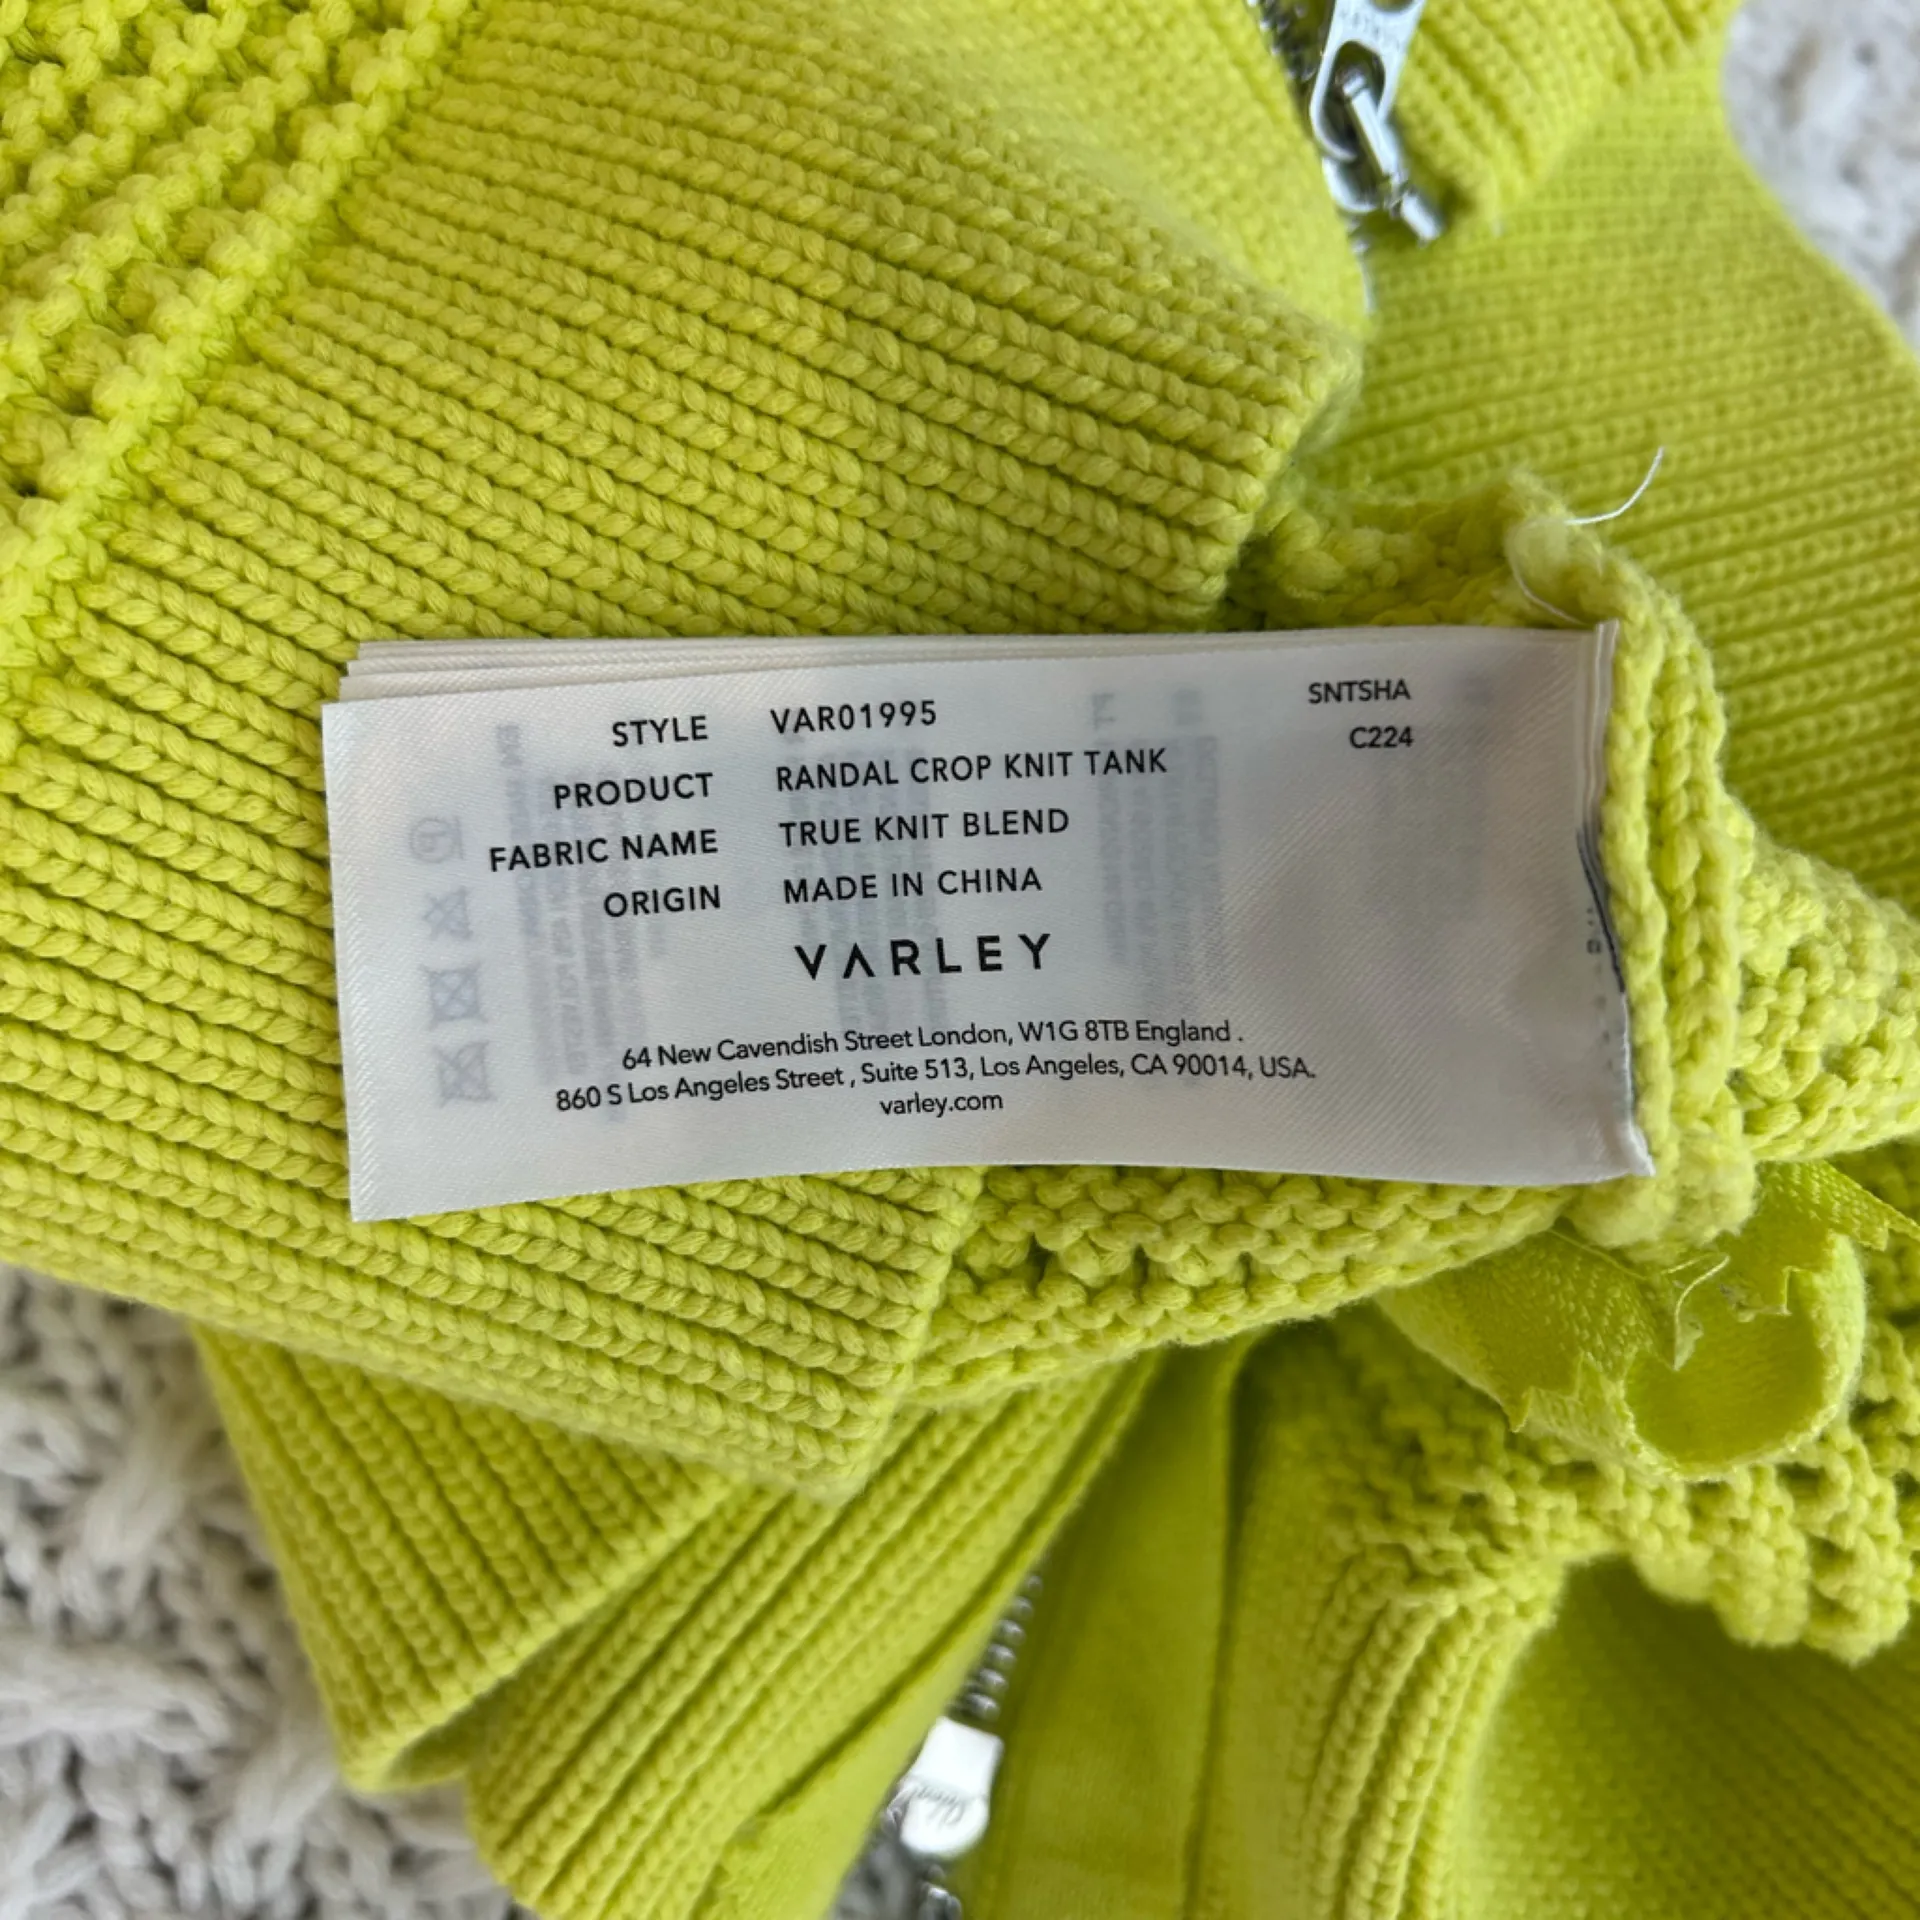 STYLE VAR01995
PRODUCT RANDAL CROP KNIT TANK
FABRIC NAME TRUE KNIT BLEND
ORIGIN MADE IN CHINA
SNTSHA
C224
VARLEY
64 New Cavendish Street London, W1G 8TB England .
860 S Los Angeles Street , Suite 513, Los Angeles, CA 90014, USA.
varley.com